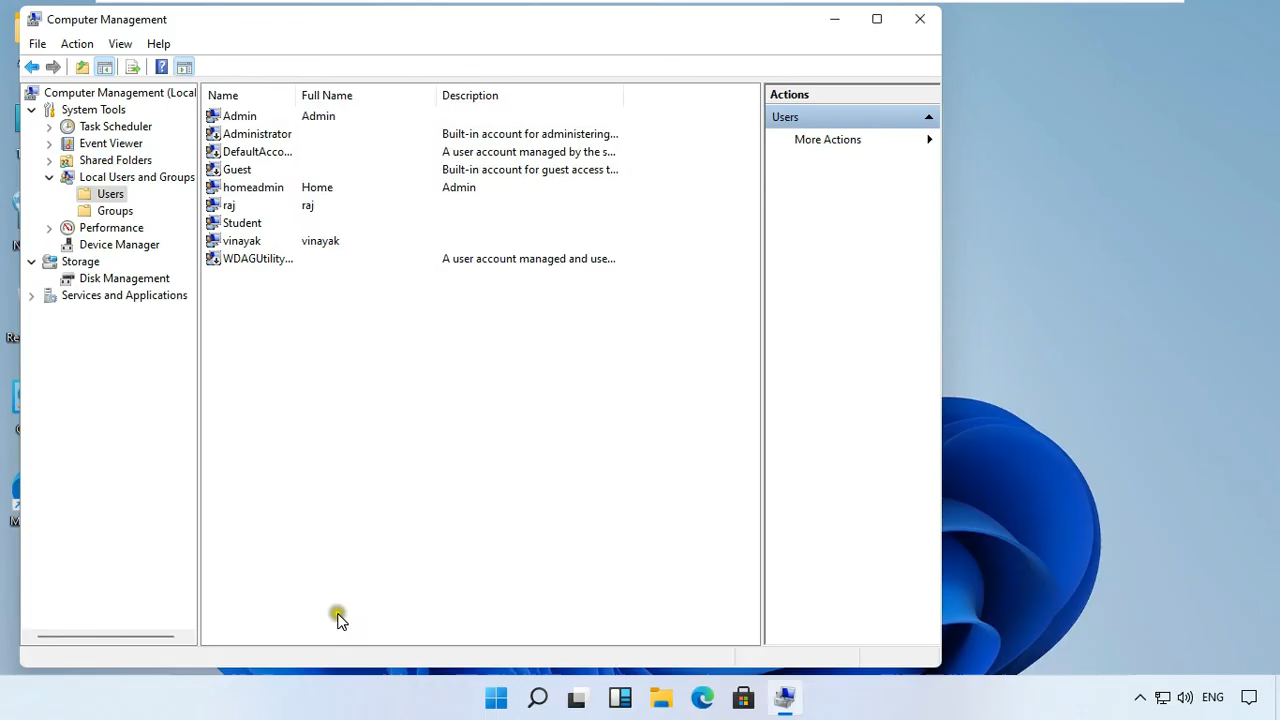 Computer Management
File Action View Help
Computer Management (Local
System Tools
Task Scheduler
Event Viewer
Shared Folders
Local Users and Groups
Users
Groups
Performance
Device Manager
Storage
Disk Management
Services and Applications
Name Full Name Description
Admin Admin
Administrator Built-in account for administering...
DefaultAcco... A user account managed by the s...
Guest Built-in account for guest access t...
homeadmin Home Admin
raj raj
Student
vinayak vinayak
WDAGUtility... A user account managed and use...
Actions
Users
More Actions
ENG